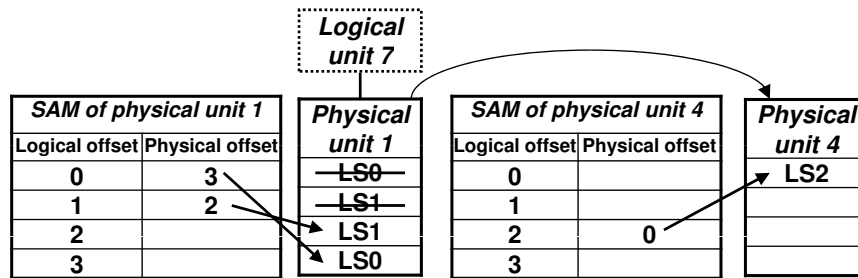 Logical
unit 7
SAM of physical unit 1
Logical offset Physical offset
0 3
1 2
2
3
Physical
unit 1
LS0
LS1
LS1
LS0
SAM of physical unit 4
Logical offset Physical offset
0
1
2 0
3
Physical
unit 4
LS2